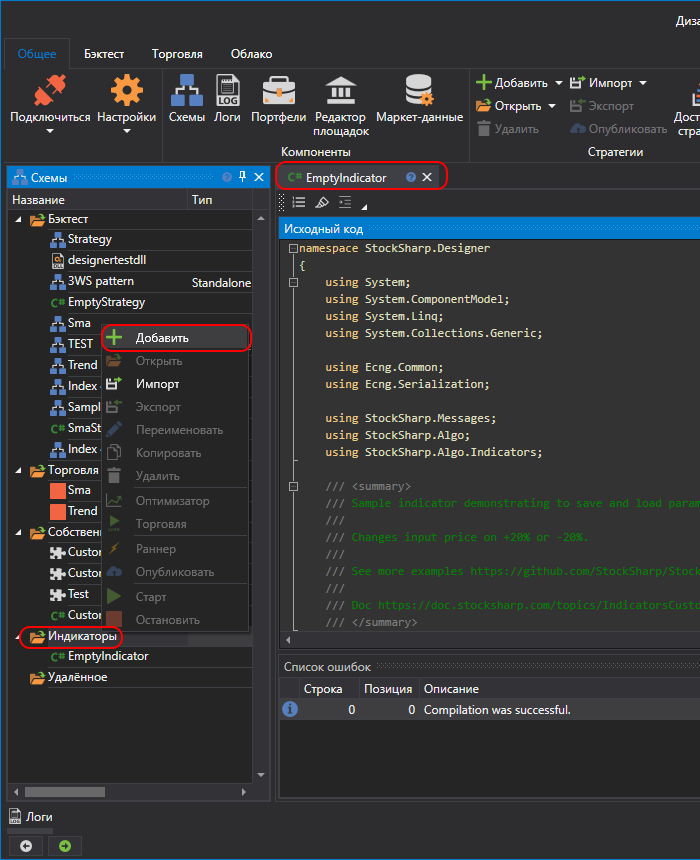 Диза
Общее Бэктест Торговля Облако
Подключиться Настройки Схемы LOG Логи Портфели Редактор площадок Маркет-данные
Добавить Импорт
Открыть Экспорт
Удалить Опубликовать
Компоненты Стратегии
Схемы
Название Тип
Бэктест
Strategy
designertestdll
3WS pattern Standalone
C# EmptyStrategy
Sma
TEST
Trend
Index
Sampl
C# SmaSt
Index
Торговля
Sma
Trend
Собствен
Custo
Custo
Test
C# Custo
Индикаторы
C# EmptyIndicator
Удалённое
Добавить
Открыть
Импорт
Экспорт
Переименовать
Копировать
Удалить
Оптимизатор
Торговля
Раннер
Опубликовать
Старт
Остановить
C# EmptyIndicator
Исходный код
namespace StockSharp.Designer
{
using System;
using System.ComponentModel;
using System.Linq;
using System.Collections.Generic;
using Ecng.Common;
using Ecng.Serialization;
using StockSharp.Messages;
using StockSharp.Algo;
using StockSharp.Algo.Indicators;
/// <summary>
/// Sample indicator demonstrating to save and load param
///
/// Changes input price on +20% or -20%.
///
/// See more examples https://github.com/StockSharp/Stock
///
/// Doc https://doc.stocksharp.com/topics/IndicatorsCusto
/// </summary>
Список ошибок
Строка Позиция Описание
0 0 Compilation was successful.
Логи